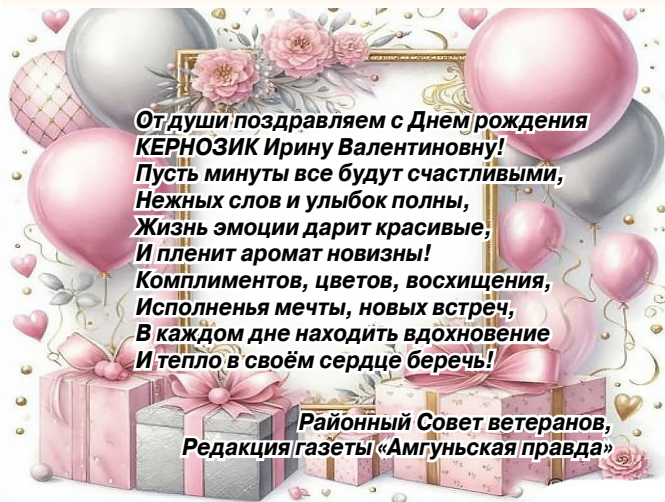 От души поздравляем с Днем рождения
КЕРНОЗИК Ирину Валентиновну!
Пусть минуты все будут счастливыми,
Нежных слов и улыбок полны,
Жизнь эмоции дарит красивые,
И пленит аромат новизны!
Комплиментов, цветов, восхищения,
Исполненья мечты, новых встреч,
В каждом дне находить вдохновение
И тепло в своём сердце беречь!
Районный Совет ветеранов,
Редакция газеты «Амгуньская правда»